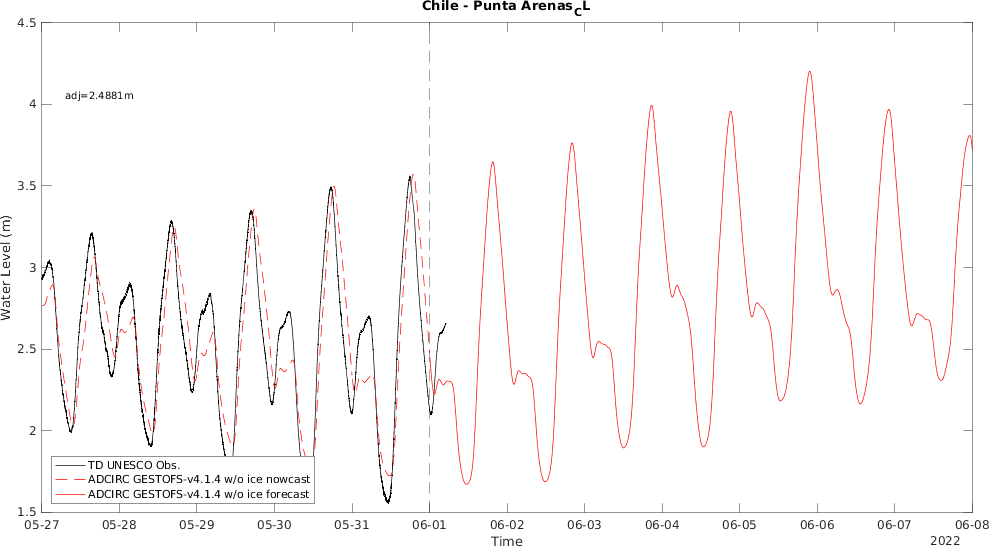 Chile - Punta Arenas_CL
4.5
4
3.5
3
2.5
2
1.5
Water Level (m)
adj=2.4881m
TD UNESCO Obs.
ADCIRC GESTOFS-v4.1.4 w/o ice nowcast
ADCIRC GESTOFS-v4.1.4 w/o ice forecast
05-27 05-28 05-29 05-30 05-31 06-01 06-02 06-03 06-04 06-05 06-06 06-07 06-08
Time
2022